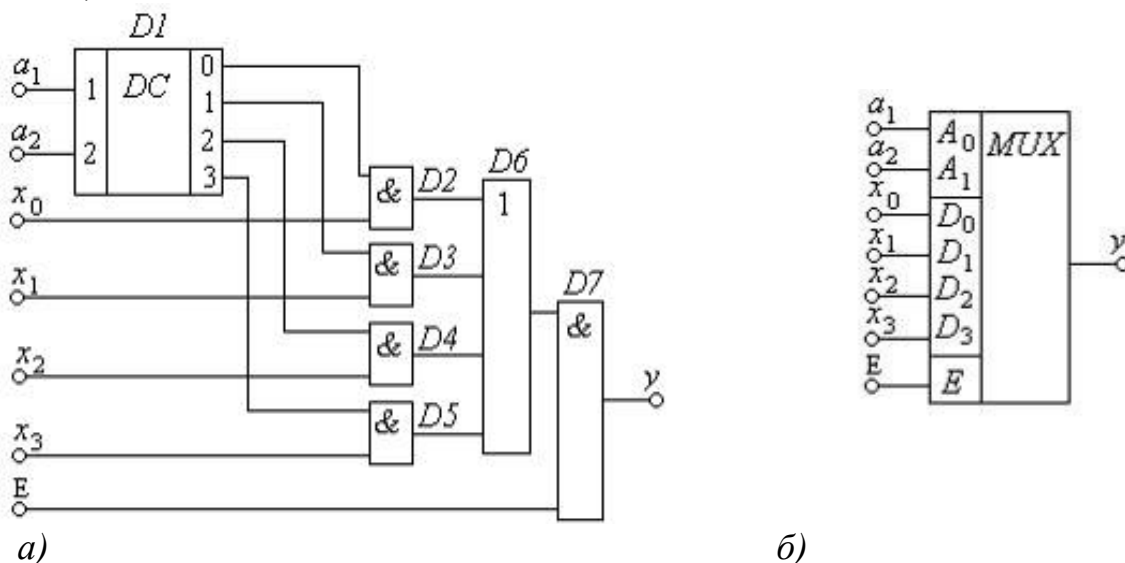 D1
a1
1
DC
0
1
2
3
a2
2
x0
&
D2
D6
1
x1
&
D3
D7
&
x2
&
D4
y
x3
&
D5
E
a)
a1
A0
MUX
a2
A1
x0
D0
x1
D1
y
x2
D2
x3
D3
E
E
б)